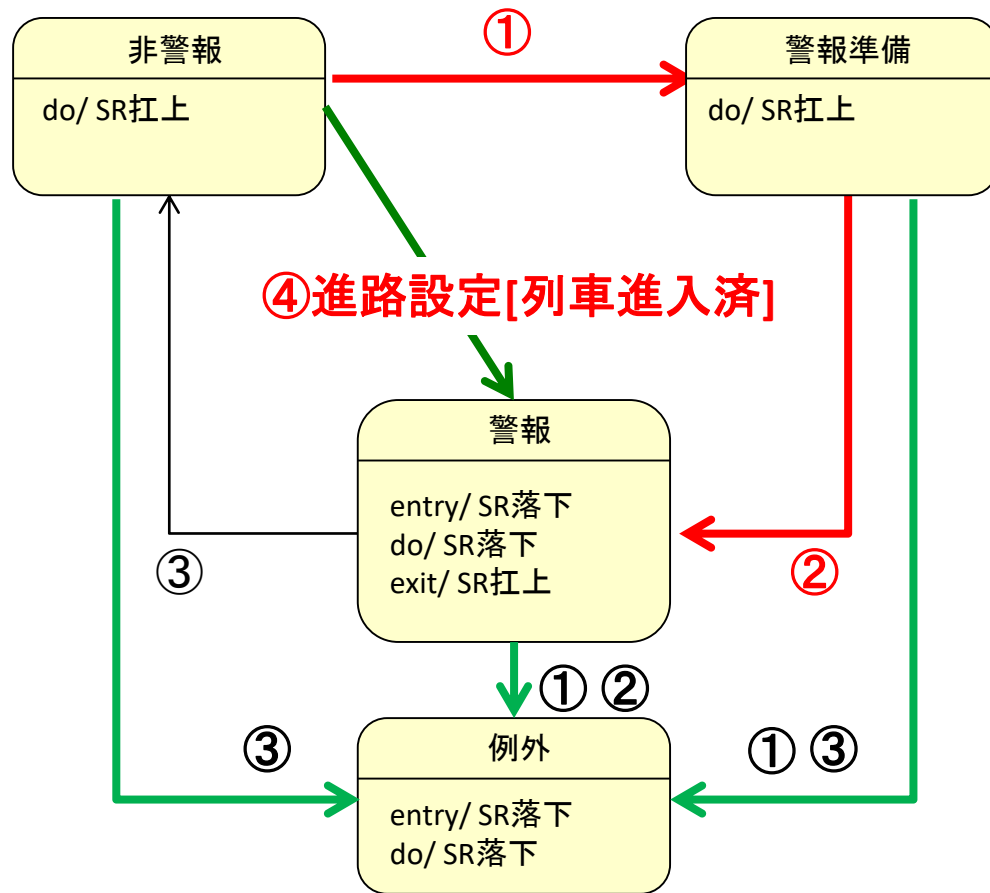 非警報
do/ SR扛上
①
警報準備
do/ SR扛上
④進路設定[列車進入済]
警報
entry/ SR落下
do/ SR落下
exit/ SR扛上
③
②
① ②
③
① ③
例外
entry/ SR落下
do/ SR落下